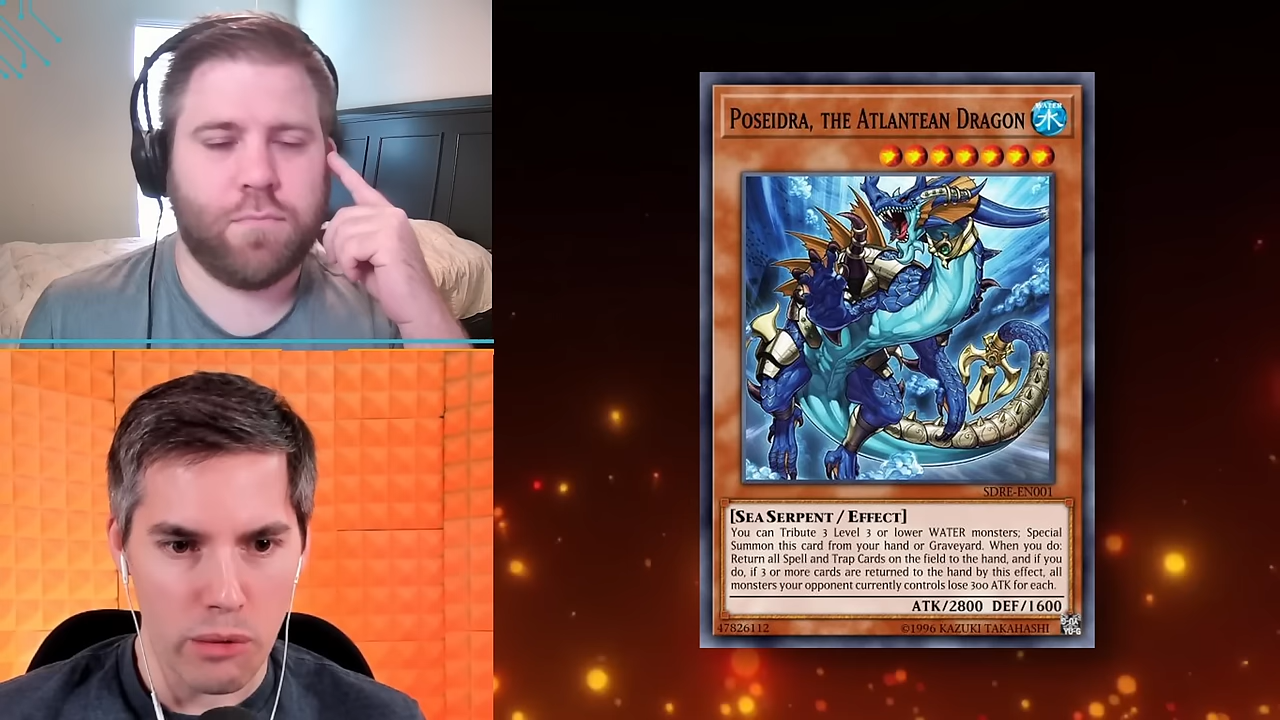 POSEIDRA, THE ATLANTEAN DRAGON
WATER
水
SDRE-EN001
[SEA SERPENT / EFFECT]
You can Tribute 3 Level 3 or lower WATER monsters; Special
Summon this card from your hand or Graveyard. When you do:
Return all Spell and Trap Cards on the field to the hand, and if you
do, if 3 or more cards are returned to the hand by this effect, all
monsters your opponent currently controls lose 300 ATK for each.
ATK/2800 DEF/1600
47826112
©1996 KAZUKI TAKAHASHI